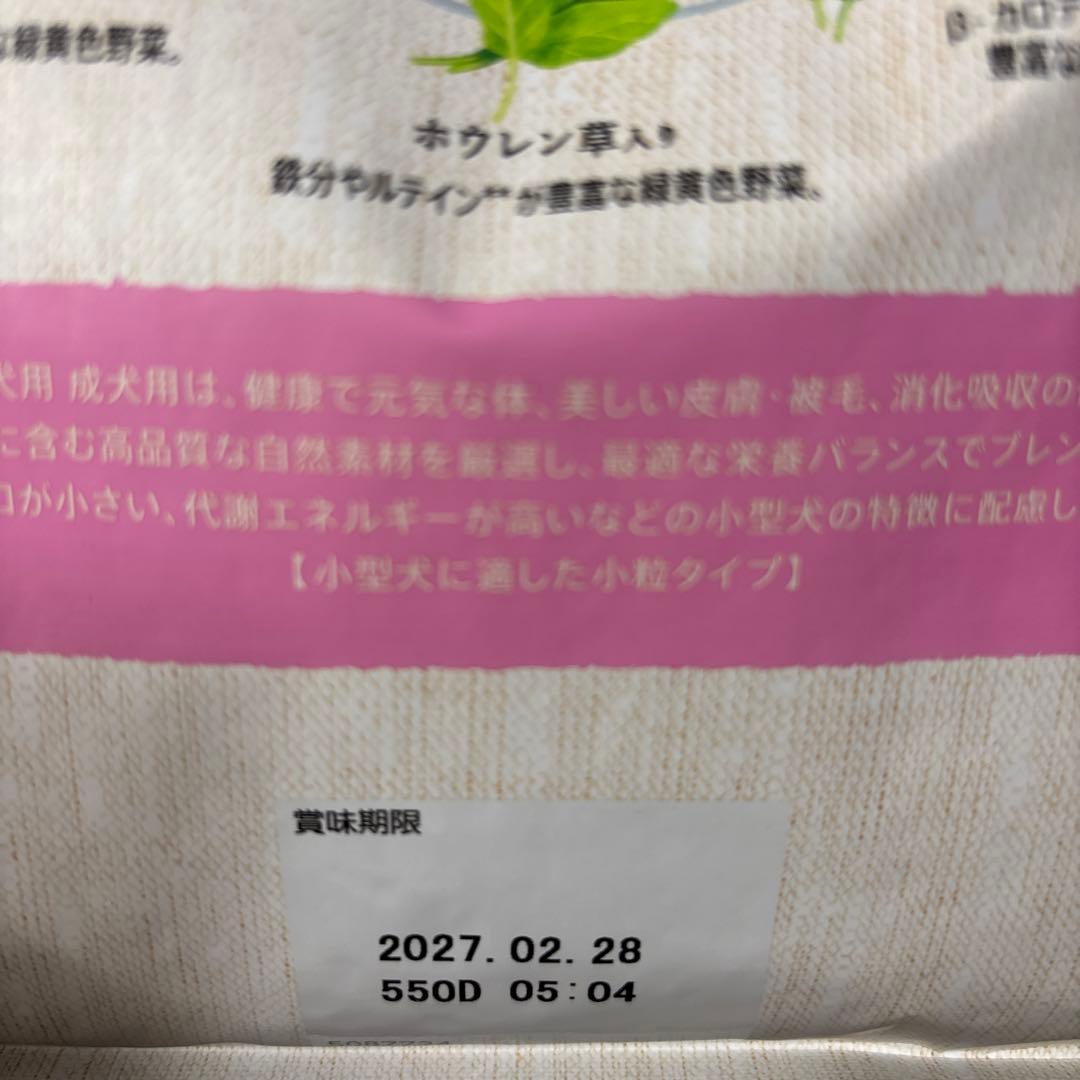 な緑黄色野菜。
β-カロテ
豊富な
ホウレン草入り
鉄分やルテイン**が豊富な緑黄色野菜。
犬用 成犬用は、健康で元気な体、美しい皮膚・被毛、消化吸収の
に含む高品質な自然素材を厳選し、最適な栄養バランスでブレン
口が小さい、代謝エネルギーが高いなどの小型犬の特徴に配慮し
【小型犬に適した小粒タイプ】
賞味期限
2027.02.28
550D 05:04